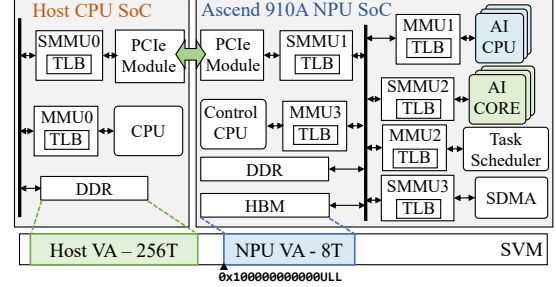 Host CPU SoC
SMMU0
TLB
PCIe
Module
MMU0
TLB
CPU
DDR
Ascend 910A NPU SoC
PCIe
Module
SMMU1
TLB
Control
CPU
MMU3
TLB
DDR
HBM
MMU1
TLB
AI
CPU
SMMU2
TLB
AI
CORE
MMU2
TLB
Task
Scheduler
SMMU3
TLB
SDMA
Host VA – 256T
NPU VA - 8T
SVM
0x100000000000ULL